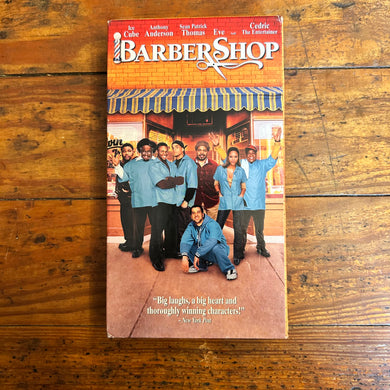 Ice Cube
Anthony Anderson
Sean Patrick Thomas
Eve
and
Cedric The Entertainer
BARBERSHOP
"Big laughs, a big heart and
thoroughly winning characters!"
- New York Post